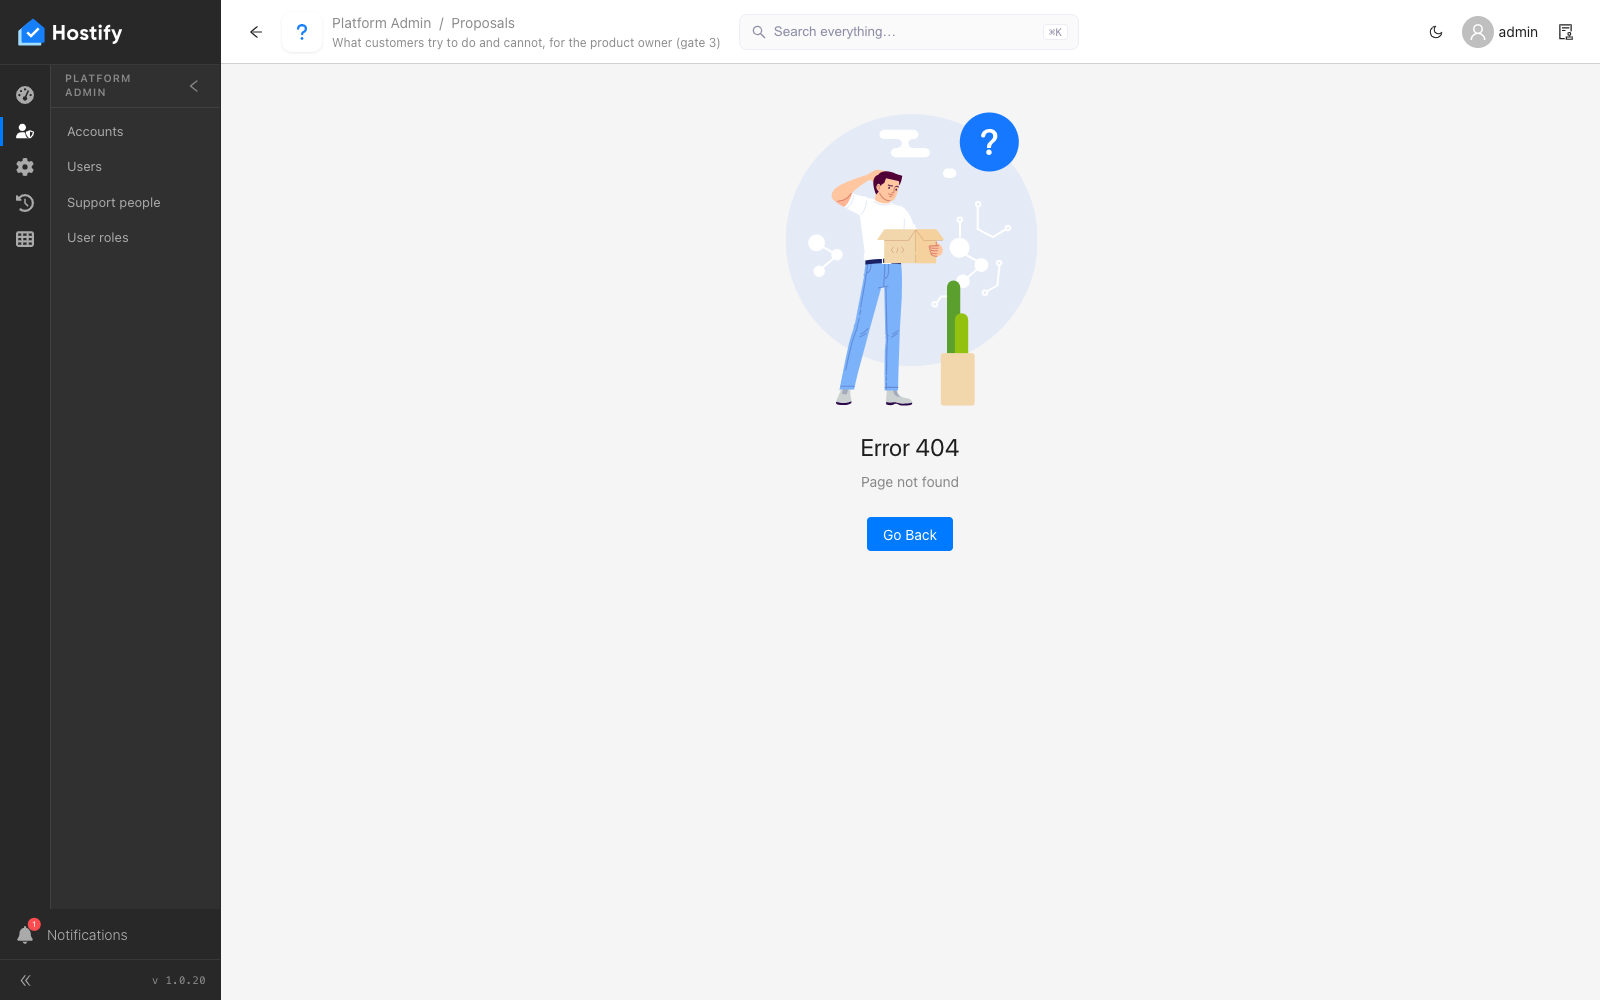 Hostify
PLATFORM
ADMIN
Accounts
Users
Support people
User roles
1
Notifications
v 1.0.20
?
Platform Admin / Proposals
What customers try to do and cannot, for the product owner (gate 3)
Search everything...
⌘K
admin
?
Error 404
Page not found
Go Back